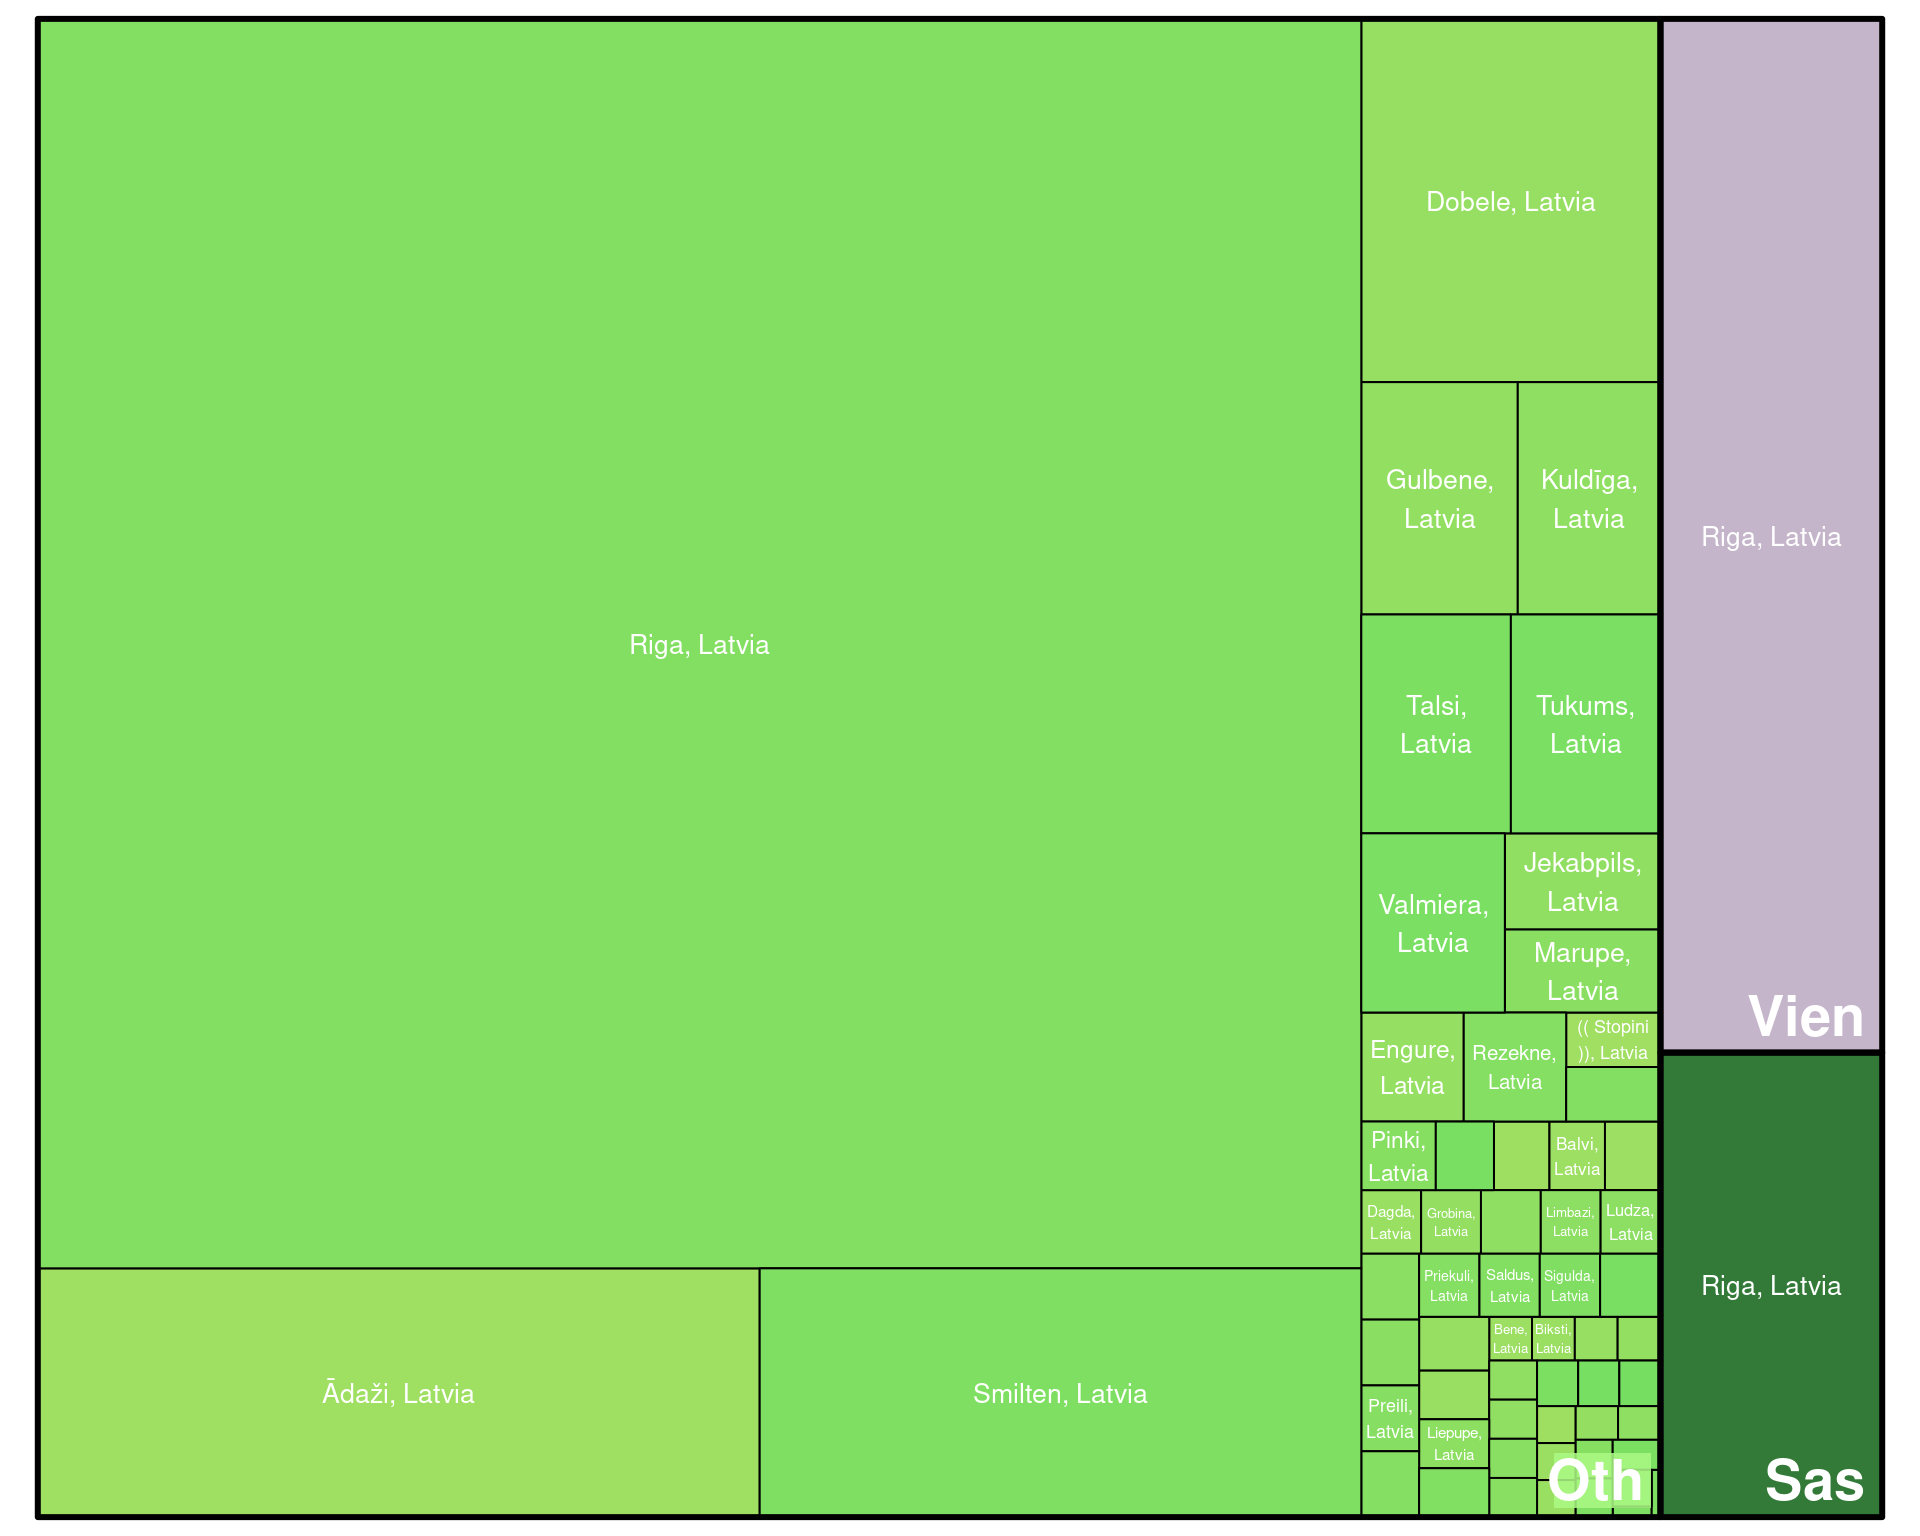 Riga, Latvia
Ādaži, Latvia
Smilten, Latvia
Dobele, Latvia
Gulbene,
Latvia
Kuldīga,
Latvia
Talsi,
Latvia
Tukums,
Latvia
Valmiera,
Latvia
Jekabpils,
Latvia
Marupe,
Latvia
Engure,
Latvia
Rezekne,
Latvia
(( Stopini
)), Latvia
Pinki,
Latvia
Balvi,
Latvia
Dagda,
Latvia
Grobina,
Latvia
Limbazi,
Latvia
Ludza,
Latvia
Priekuli,
Latvia
Saldus,
Latvia
Sigulda,
Latvia
Bene,
Latvia
Biksti,
Latvia
Preili,
Latvia
Liepupe,
Latvia
Oth
Riga, Latvia
Vien
Riga, Latvia
Sas